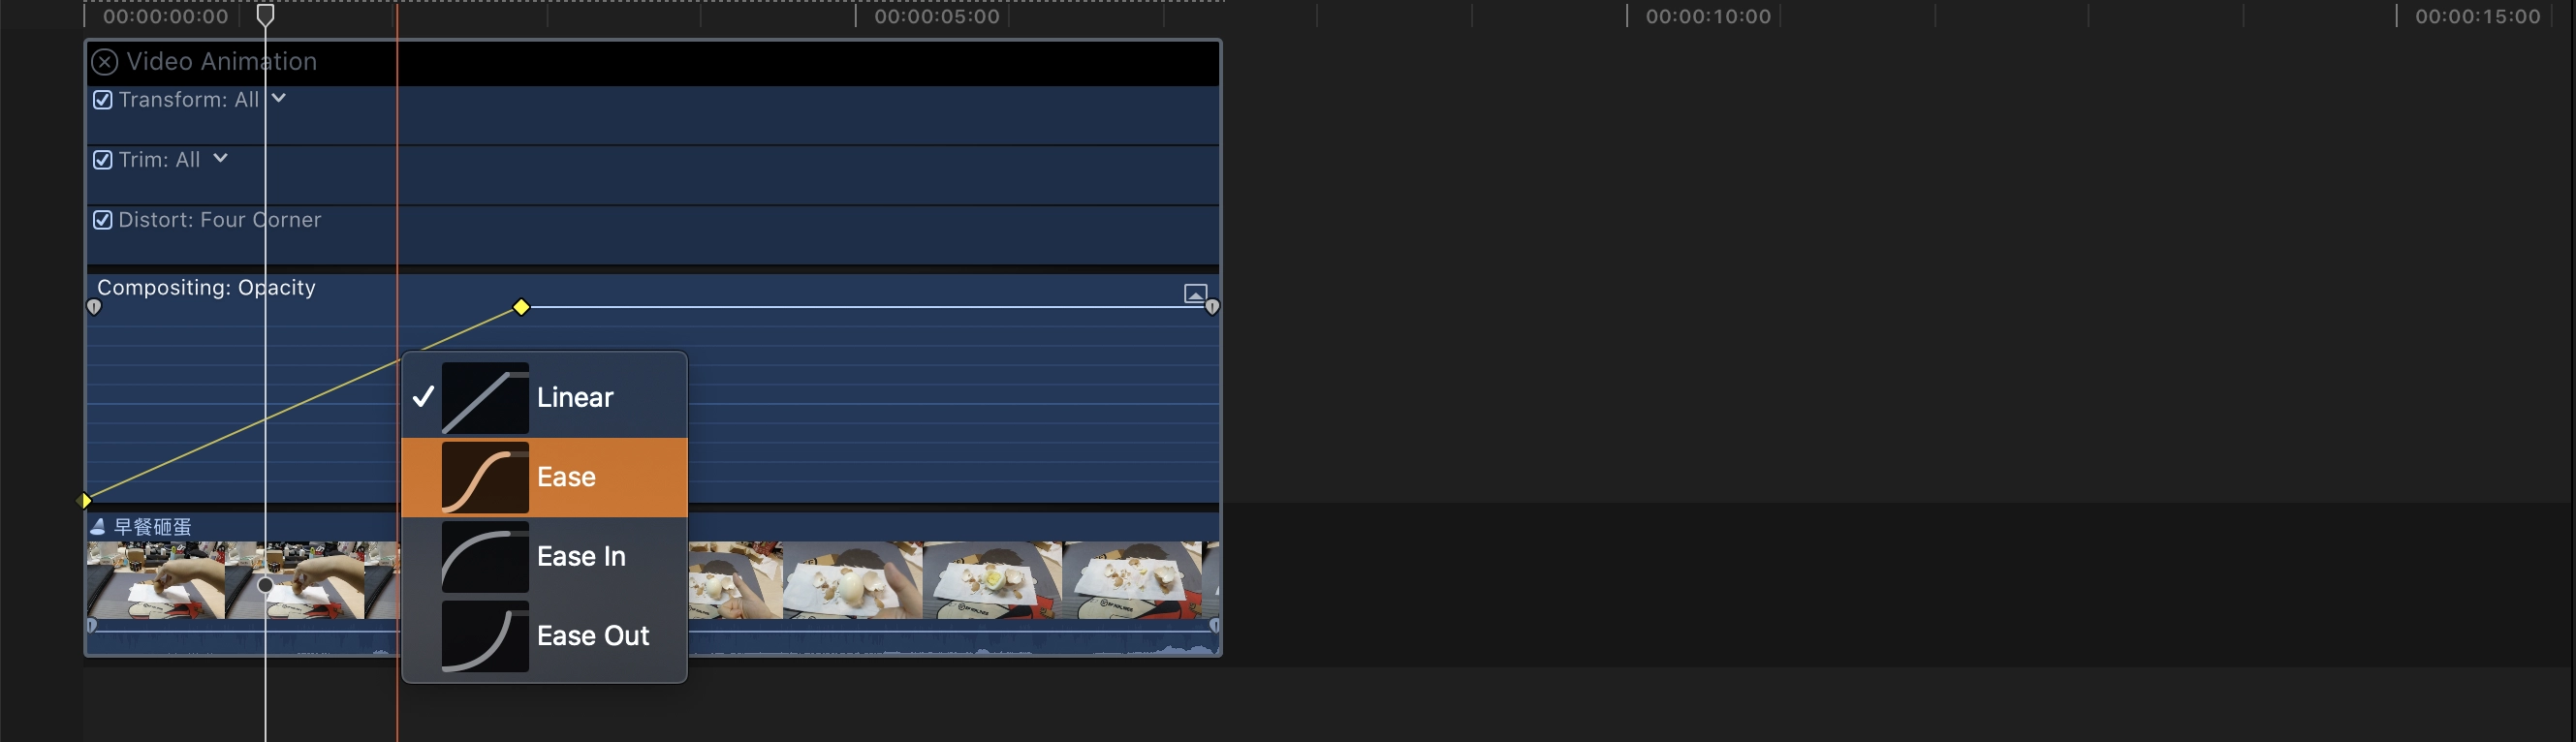 00:00:00:00
00:00:05:00
00:00:10:00
00:00:15:00
Video Animation
Transform: All
Trim: All
Distort: Four Corner
Compositing: Opacity
Linear
Ease
Ease In
Ease Out
早餐砸蛋